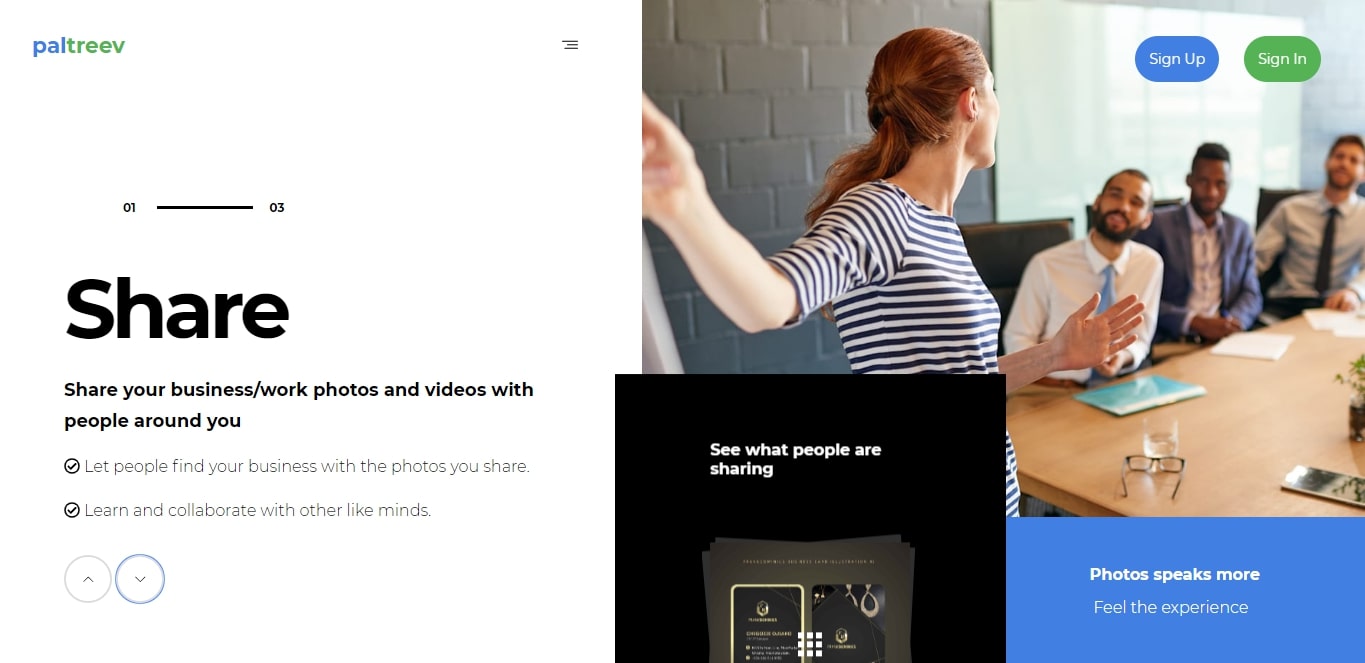 paltreev
Sign Up
Sign In
01
03
Share
Share your business/work photos and videos with
people around you
Let people find your business with the photos you share.
Learn and collaborate with other like minds.
See what people are
sharing
Photos speaks more
Feel the experience